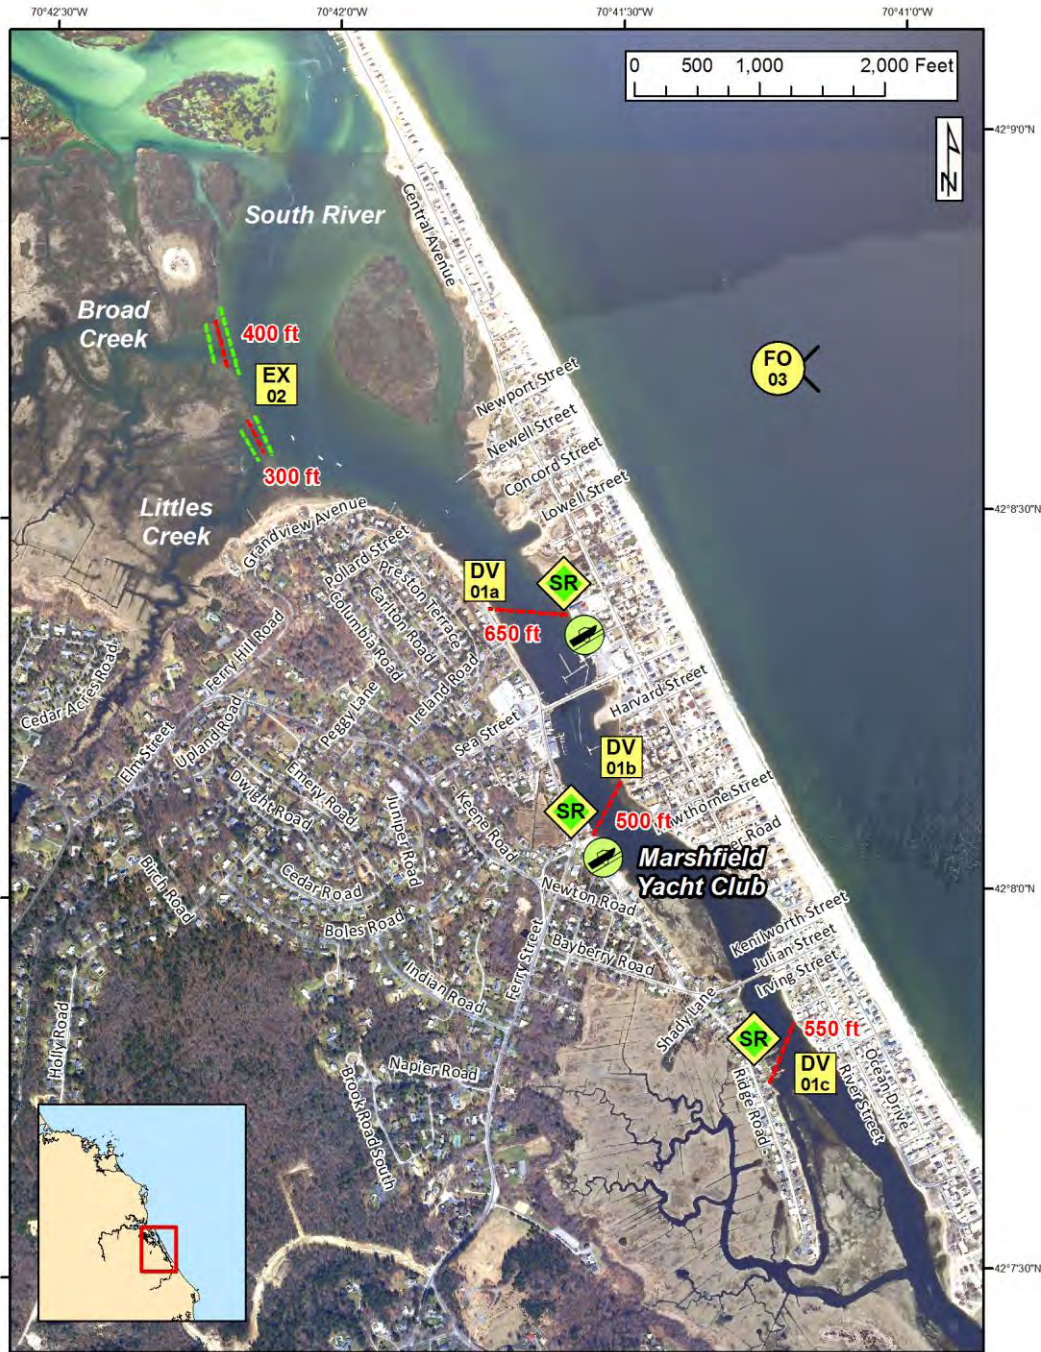 70°42'30"W
70°42'0"W
70°41'30"W
70°41'0"W
0 500 1,000 2,000 Feet
42°9'0"N
N
Central Avenue
South River
Broad
Creek
400 ft
EX
02
FO
03
Newport Street
Newell Street
Concord Street
Lowell Street
300 ft
Littles
Creek
42°8'30"N
Grandview Avenue
Pollard Street
Preston Terrace
Carlton Road
Columbia Road
DV
01a
SR
650 ft
Ferry Hill Road
Ireland Road
Cedar Acres Road
Harvard Street
Peggy Lane
Upland Road
Elm Street
Sea Street
DV
01b
Emery Road
Dwight Road
Juniper Road
Keene Road
SR
500 ft
wthorne Street
er Road
Marshfield
Yacht Club
Birch Road
Cedar Road
Newton Road
42°8'0"N
Boles Road
Bayberry Road
Kenilworth Street
Julian Street
Irving Street
Indian Road
Ferry Street
Shady Lane
Holly Road
SR
550 ft
DV
01c
Napier Road
Brook Road South
Ridge Road
River Street
Ocean Drive
42°7'30"N